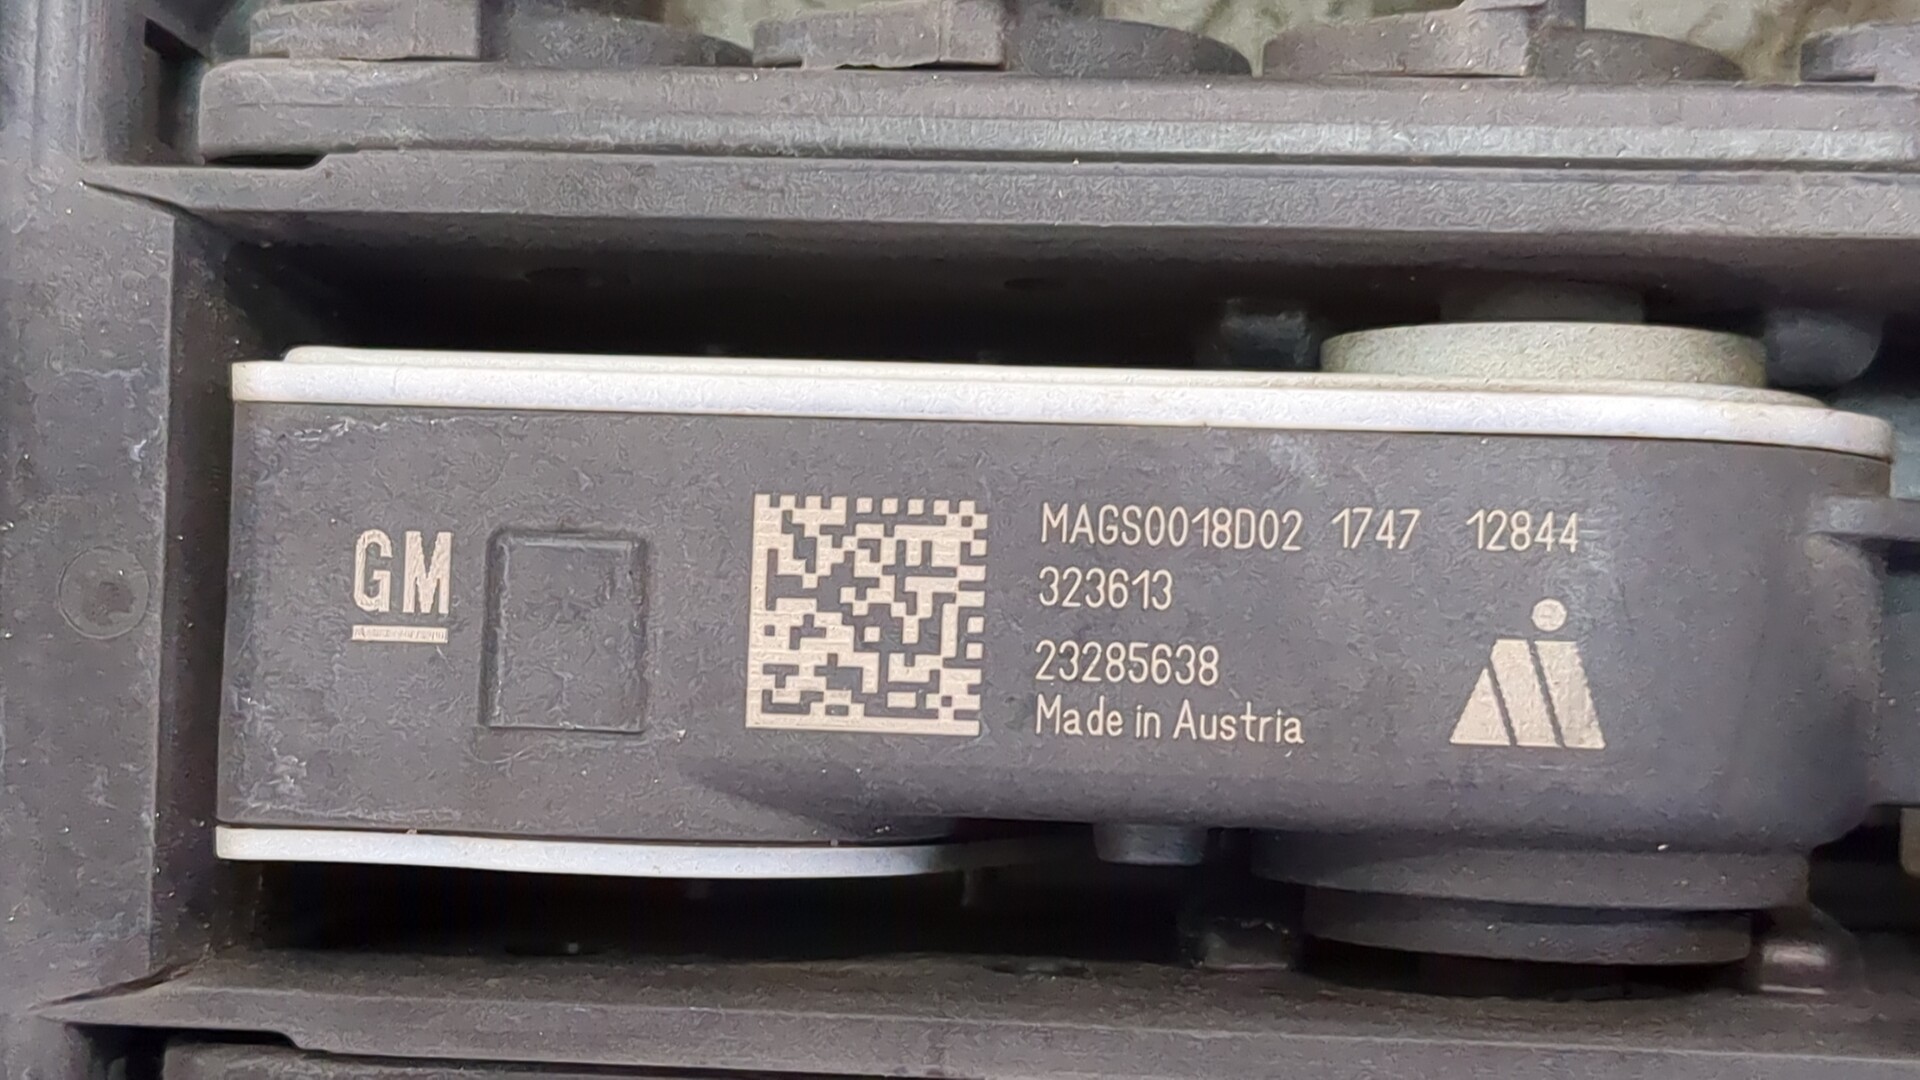 GM
MAGS0018D02 1747 12844
323613
23285638
Made in Austria